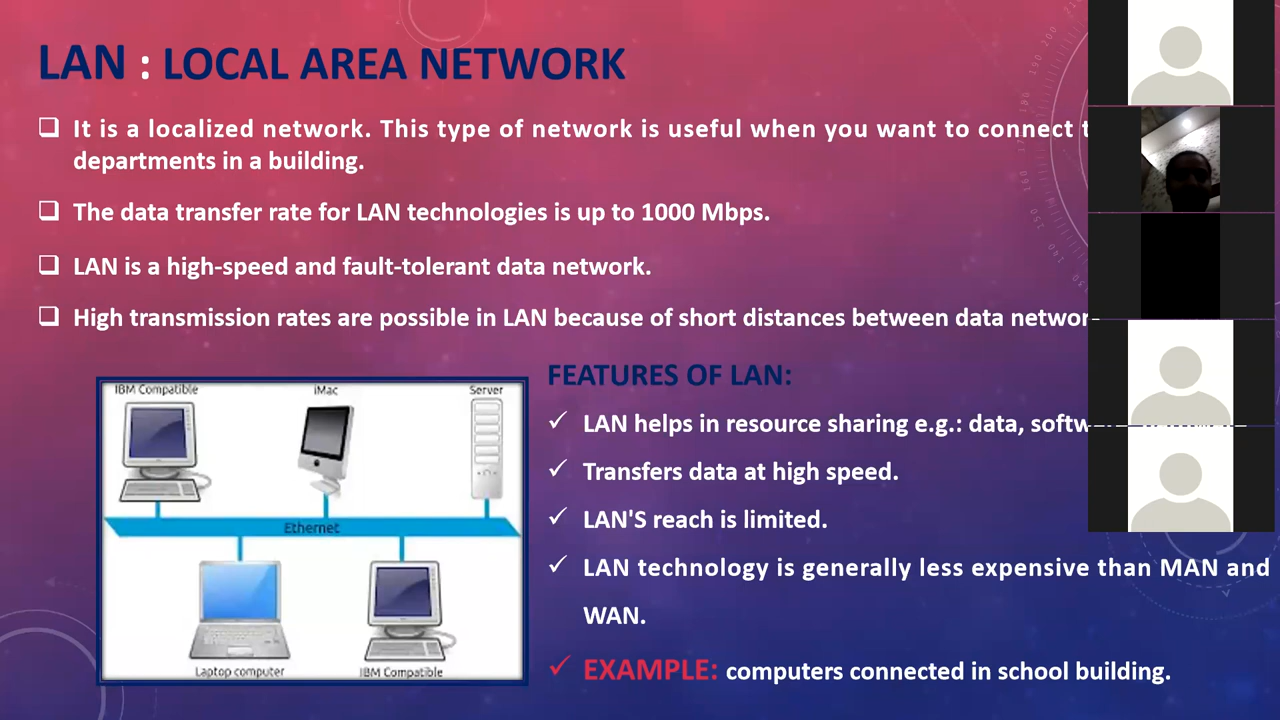 LAN : LOCAL AREA NETWORK
It is a localized network. This type of network is useful when you want to connect
departments in a building.
The data transfer rate for LAN technologies is up to 1000 Mbps.
LAN is a high-speed and fault-tolerant data network.
High transmission rates are possible in LAN because of short distances between data
FEATURES OF LAN:
LAN helps in resource sharing e.g.: data,
Transfers data at high speed.
LAN'S reach is limited.
LAN technology is generally less expensive than MAN and
WAN.
EXAMPLE: computers connected in school building.
IBM Compatible
iMac
Server
Ethernet
Laptop computer
IBM Compatible